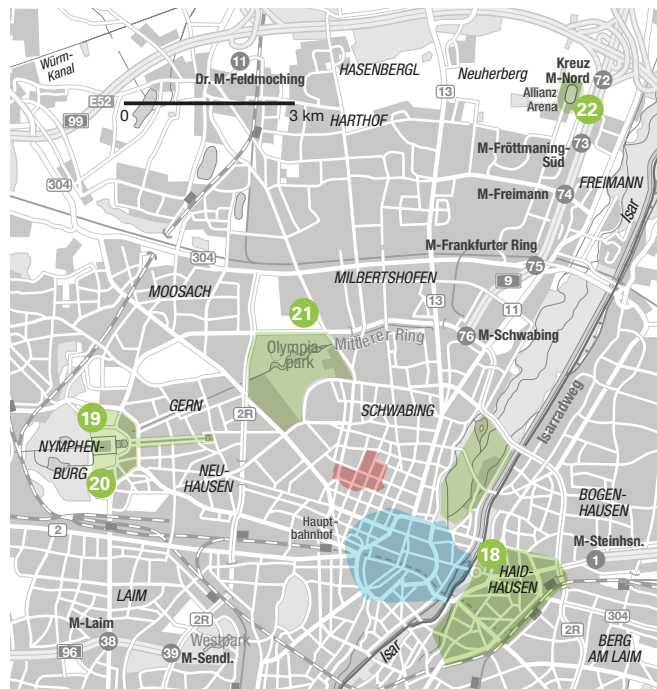 Würm-
Kanal
11
Dr. M-Feldmoching
HASENBERGL
Neuherberg
Kreuz
M-Nord
72
Allianz
Arena
22
E52
99
0
3 km
13
HARTHOF
M-Fröttmaning-
Süd
73
304
M-Freimann
74
FREIMANN
Isar
304
M-Frankfurter Ring
75
MOOSACH
MILBERTSHOFEN
9
13
11
21
Olympia-
park
Mittlerer Ring
76
M-Schwabing
Isarradweg
19
GERN
2R
SCHWABING
NYMPHEN-
BURG
20
NEU-
HAUSEN
BOGEN-
HAUSEN
2
Haupt-
bahnhof
18
M-Steinhsn.
1
HAID-
HAUSEN
LAIM
M-Laim
38
2R
Westpark
39
M-Sendl.
96
Isar
304
2R
BERG
AM LAIM